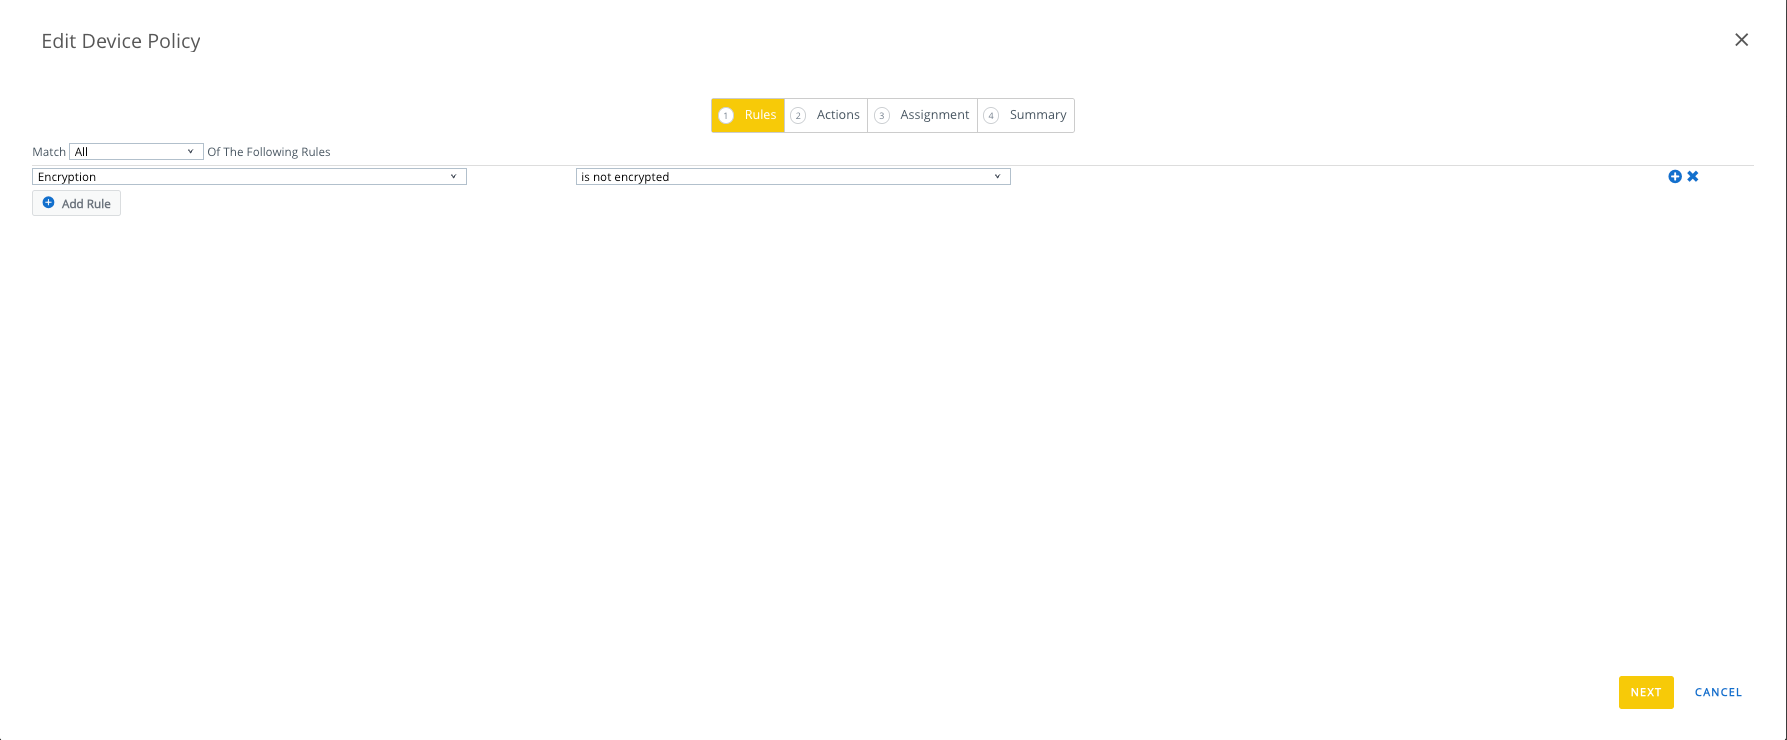 Edit Device Policy
1 Rules 2 Actions 3 Assignment 4 Summary
Match All Of The Following Rules
Encryption is not encrypted
Add Rule
NEXT CANCEL